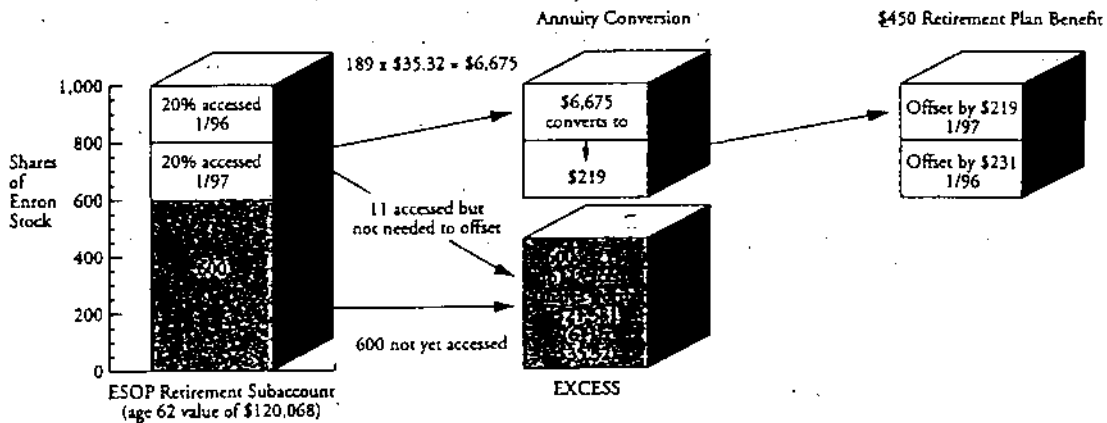 Annuity Conversion
$450 Retirement Plan Benefit
189 x $35.32 = $6,675
1,000
800
600
400
200
0
Shares
of
Enron
Stock
20% accessed
1/96
20% accessed
1/97
600
$6,675
converts to
$219
Offset by $219
1/97
Offset by $231
1/96
11 accessed but
not needed to offset
600 not yet accessed
ESOP Retirement Subaccount
(age 62 value of $120,068)
EXCESS